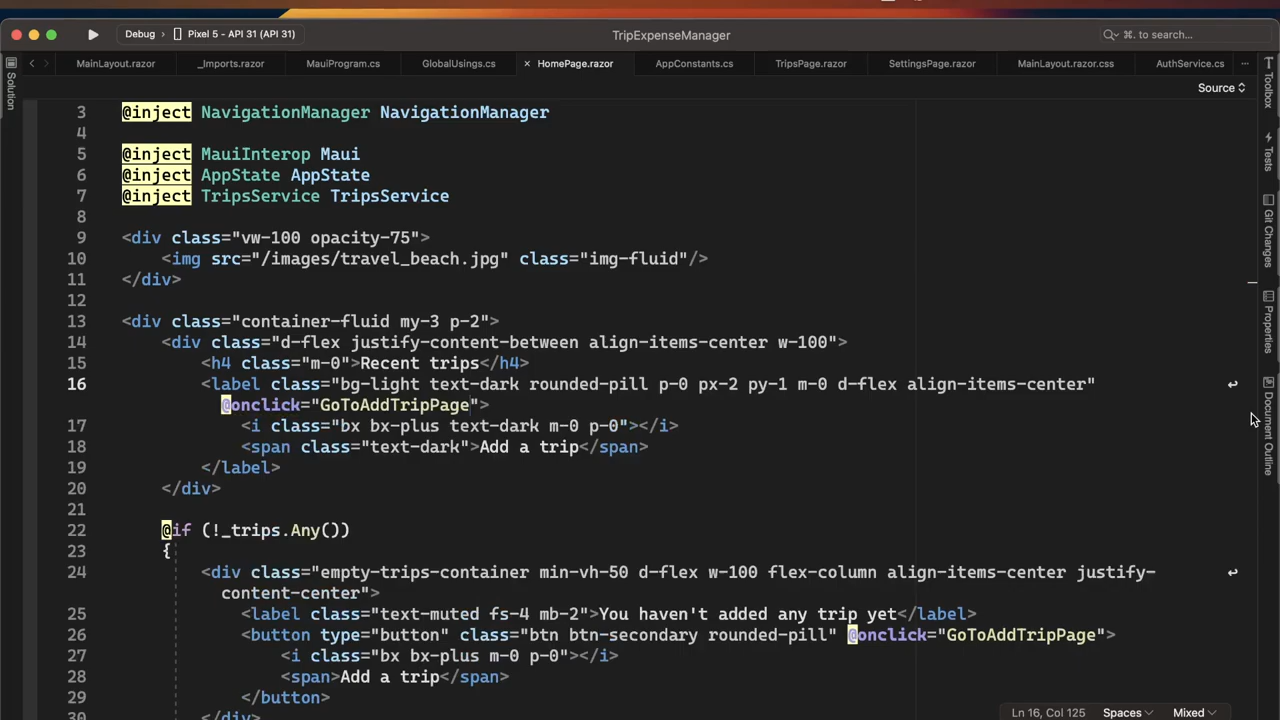 Debug Pixel 5 - API 31 (API 31) TripExpenseManager ⌘. to search...
Solution
MainLayout.razor _Imports.razor MauiProgram.cs GlobalUsings.cs × HomePage.razor AppConstants.cs TripsPage.razor SettingsPage.razor MainLayout.razor.css AuthService.cs ...
Source
3 @inject NavigationManager NavigationManager
4
5 @inject MauiInterop Maui
6 @inject AppState AppState
7 @inject TripsService TripsService
8
9 <div class="vw-100 opacity-75">
10 <img src="/images/travel_beach.jpg" class="img-fluid"/>
11 </div>
12
13 <div class="container-fluid my-3 p-2">
14 <div class="d-flex justify-content-between align-items-center w-100">
15 <h4 class="m-0">Recent trips</h4>
16 <label class="bg-light text-dark rounded-pill p-0 px-2 py-1 m-0 d-flex align-items-center"
@onclick="GoToAddTripPage">
17 <i class="bx bx-plus text-dark m-0 p-0"></i>
18 <span class="text-dark">Add a trip</span>
19 </label>
20 </div>
21
22 @if (!_trips.Any())
23 {
24 <div class="empty-trips-container min-vh-50 d-flex w-100 flex-column align-items-center justify-
content-center">
25 <label class="text-muted fs-4 mb-2">You haven't added any trip yet</label>
26 <button type="button" class="btn btn-secondary rounded-pill" @onclick="GoToAddTripPage">
27 <i class="bx bx-plus m-0 p-0"></i>
28 <span>Add a trip</span>
29 </button>
30 </div>
Toolbox
Tests
Git Changes
Properties
Document Outline
Ln 16, Col 125 Spaces Mixed